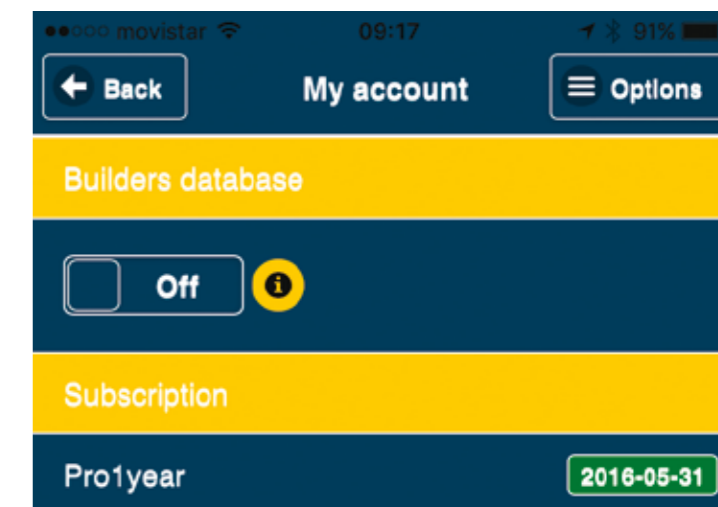 movistar 09:17 91%
Back My account Options
Builders database
Off
Subscription
Pro1year 2016-05-31